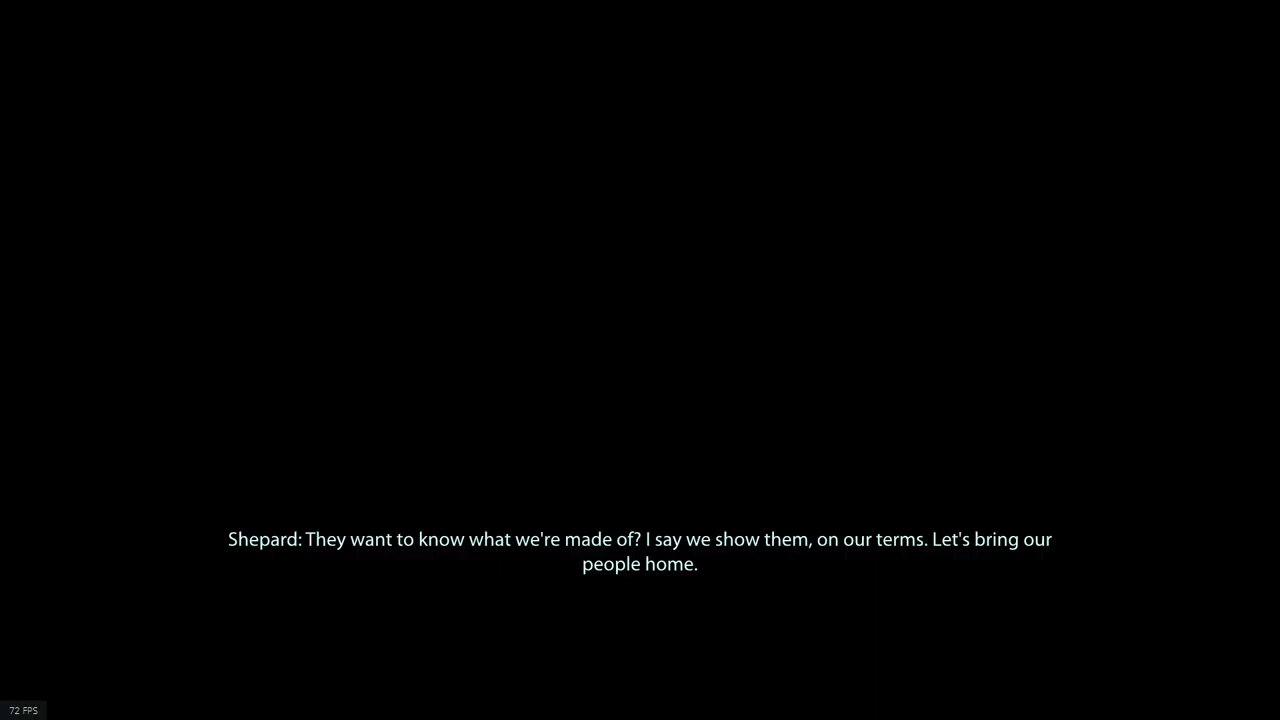 Shepard: They want to know what we're made of? I say we show them, on our terms. Let's bring our
people home.
72 FPS